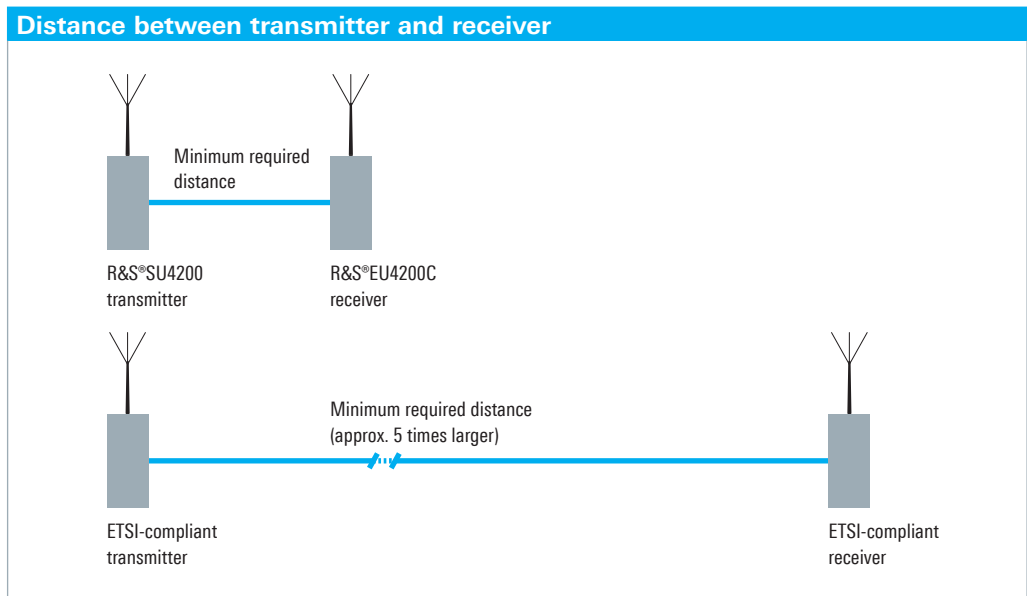 Distance between transmitter and receiver
Minimum required
distance
R&S®SU4200
transmitter
R&S®EU4200C
receiver
Minimum required distance
(approx. 5 times larger)
ETSI-compliant
transmitter
ETSI-compliant
receiver